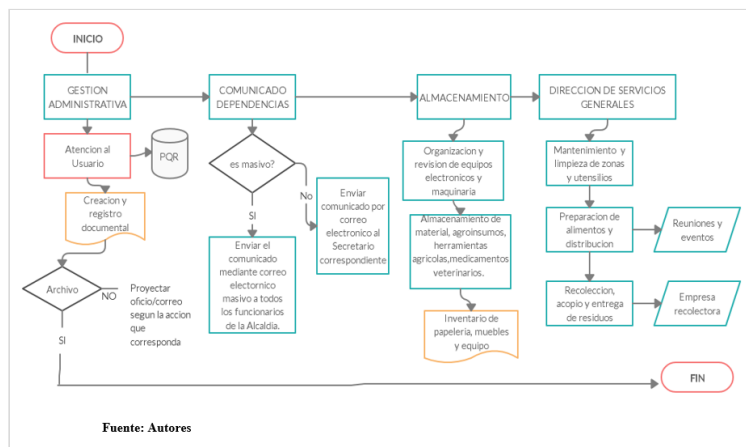 INICIO
GESTION
ADMINISTRATIVA
COMUNICADO
DEPENDENCIAS
ALMACENAMIENTO
DIRECCION DE SERVICIOS
GENERALES
Atencion al
Usuario
PQR
Creacion y
registro
documental
Archivo
NO
Proyectar
oficio/correo
segun la accion
que
corresponda
SI
es masivo?
No
SI
Enviar
comunicado por
correo
electronico al
Secretario
correspondiente
Enviar el
comunicado
mediante correo
electornico
masivo a todos
los funcionarios
de la Alcaldia.
Organizacion y
revision de equipos
electronicos y
maquinaria
Almacenamiento de
material, agroinsumos,
herramientas
agricolas,medicamentos
veterinarios.
Inventario de
papeleria, muebles
y equipo
Mantenimiento y
limpieza de zonas
y utensilios
Preparacion de
alimentos y
distribucion
Reuniones y
eventos
Recoleccion,
acopio y entrega
de residuos
Empresa
recolectora
FIN
Fuente: Autores